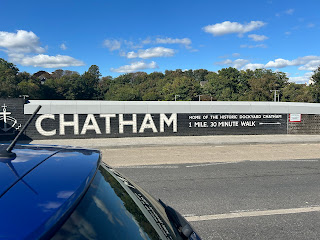 CHATHAM
HOME OF THE HISTORIC DOCKYARD CHATHAM
1 MILE. 30 MINUTE WALK